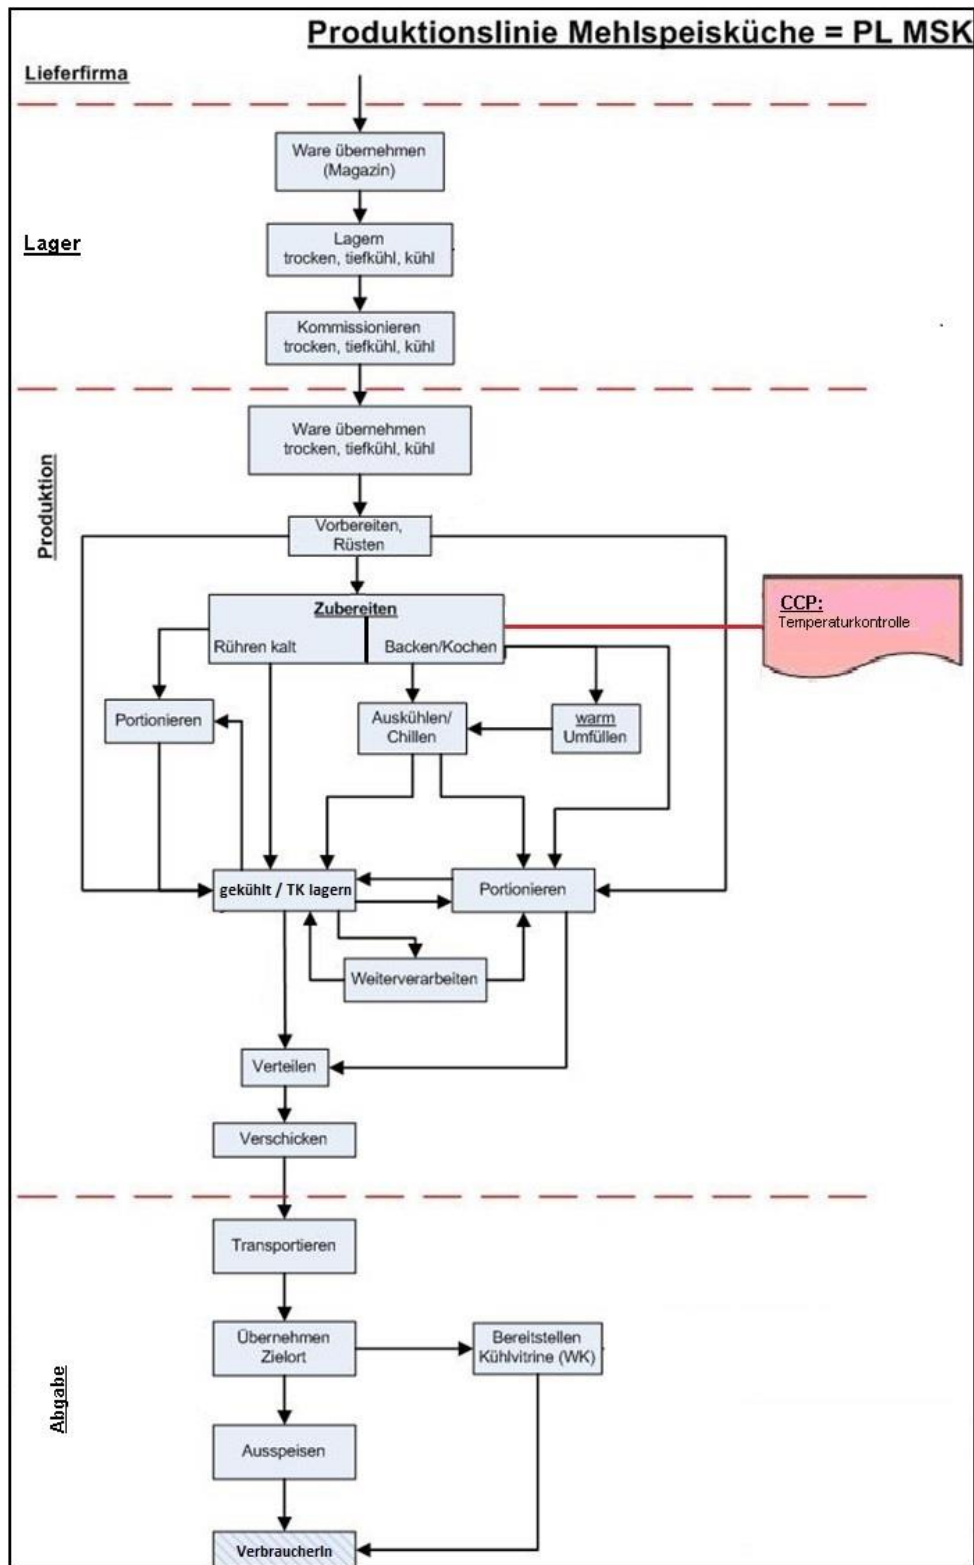 Produktionslinie Mehlspeisküche = PL MSK
Lieferfirma
Ware übernehmen
(Magazin)
Lager
Lagern
trocken, tiefkühl, kühl
Kommissionieren
trocken, tiefkühl, kühl
Produktion
Ware übernehmen
trocken, tiefkühl, kühl
Vorbereiten,
Rüsten
Zubereiten
Rühren kalt
Backen/Kochen
CCP:
Temperaturkontrolle
Portionieren
Auskühlen/
Chillen
warm
Umfüllen
gekühlt / TK lagern
Portionieren
Weiterverarbeiten
Verteilen
Verschicken
Abgabe
Transportieren
Übernehmen
Zielort
Bereitstellen
Kühlvitrine (WK)
Ausspeisen
VerbraucherIn